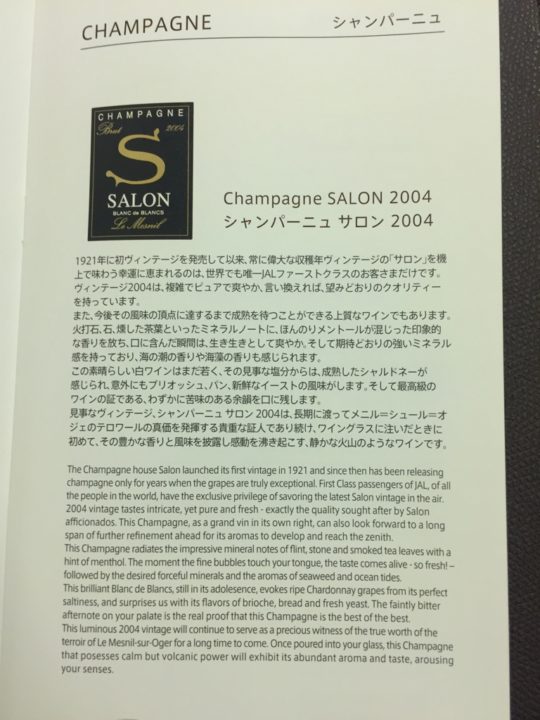 CHAMPAGNE シャンパーニュ
CHAMPAGNE
Brut 2004
S
SALON
BLANC de BLANCS
Le Mesnil
Champagne SALON 2004
シャンパーニュ サロン 2004
1921年に初ヴィンテージを発売して以来、常に偉大な収穫年ヴィンテージの「サロン」を機
上で味わう幸運に恵まれるのは、世界でも唯一JALファーストクラスのお客さまだけです。
ヴィンテージ2004は、複雑でピュアで爽やか、言い換えれば、望みどおりのクオリティー
を持っています。
また、今後その風味の頂点に達するまで成熟を待つことができる上質なワインでもあります。
火打石、石、燻した茶葉といったミネラルノートに、ほんのりメントールが混じった印象的
な香りを放ち、口に含んだ瞬間は、生き生きとして爽やか。そして期待どおりの強いミネラル
感を持っており、海の潮の香りや海藻の香りも感じられます。
この素晴らしい白ワインはまだ若く、その見事な塩分からは、成熟したシャルドネーが
感じられ、意外にもブリオッシュ、パン、新鮮なイーストの風味がします。そして最高級の
ワインの証である、わずかに苦味のある余韻を口に残します。
見事なヴィンテージ、シャンパーニュ サロン 2004は、長期に渡ってメニル=シュール=オ
ジェのテロワールの真価を発揮する貴重な証人であり続け、ワイングラスに注いだときに
初めて、その豊かな香りと風味を披露し感動を沸き起こす、静かな火山のようなワインです。
The Champagne house Salon launched its first vintage in 1921 and since then has been releasing
champagne only for years when the grapes are truly exceptional. First Class passengers of JAL, of all
the people in the world, have the exclusive privilege of savoring the latest Salon vintage in the air.
2004 vintage tastes intricate, yet pure and fresh - exactly the quality sought after by Salon
afficionados. This Champagne, as a grand vin in its own right, can also look forward to a long
span of further refinement ahead for its aromas to develop and reach the zenith.
This Champagne radiates the impressive mineral notes of flint, stone and smoked tea leaves with a
hint of menthol. The moment the fine bubbles touch your tongue, the taste comes alive - so fresh! –
followed by the desired forceful minerals and the aromas of seaweed and ocean tides.
This brilliant Blanc de Blancs, still in its adolesence, evokes ripe Chardonnay grapes from its perfect
saltiness, and surprises us with its flavors of brioche, bread and fresh yeast. The faintly bitter
afternote on your palate is the real proof that this Champagne is the best of the best.
This luminous 2004 vintage will continue to serve as a precious witness of the true worth of the
terroir of Le Mesnil-sur-Oger for a long time to come. Once poured into your glass, this Champagne
that posesses calm but volcanic power will exhibit its abundant aroma and taste, arousing
your senses.